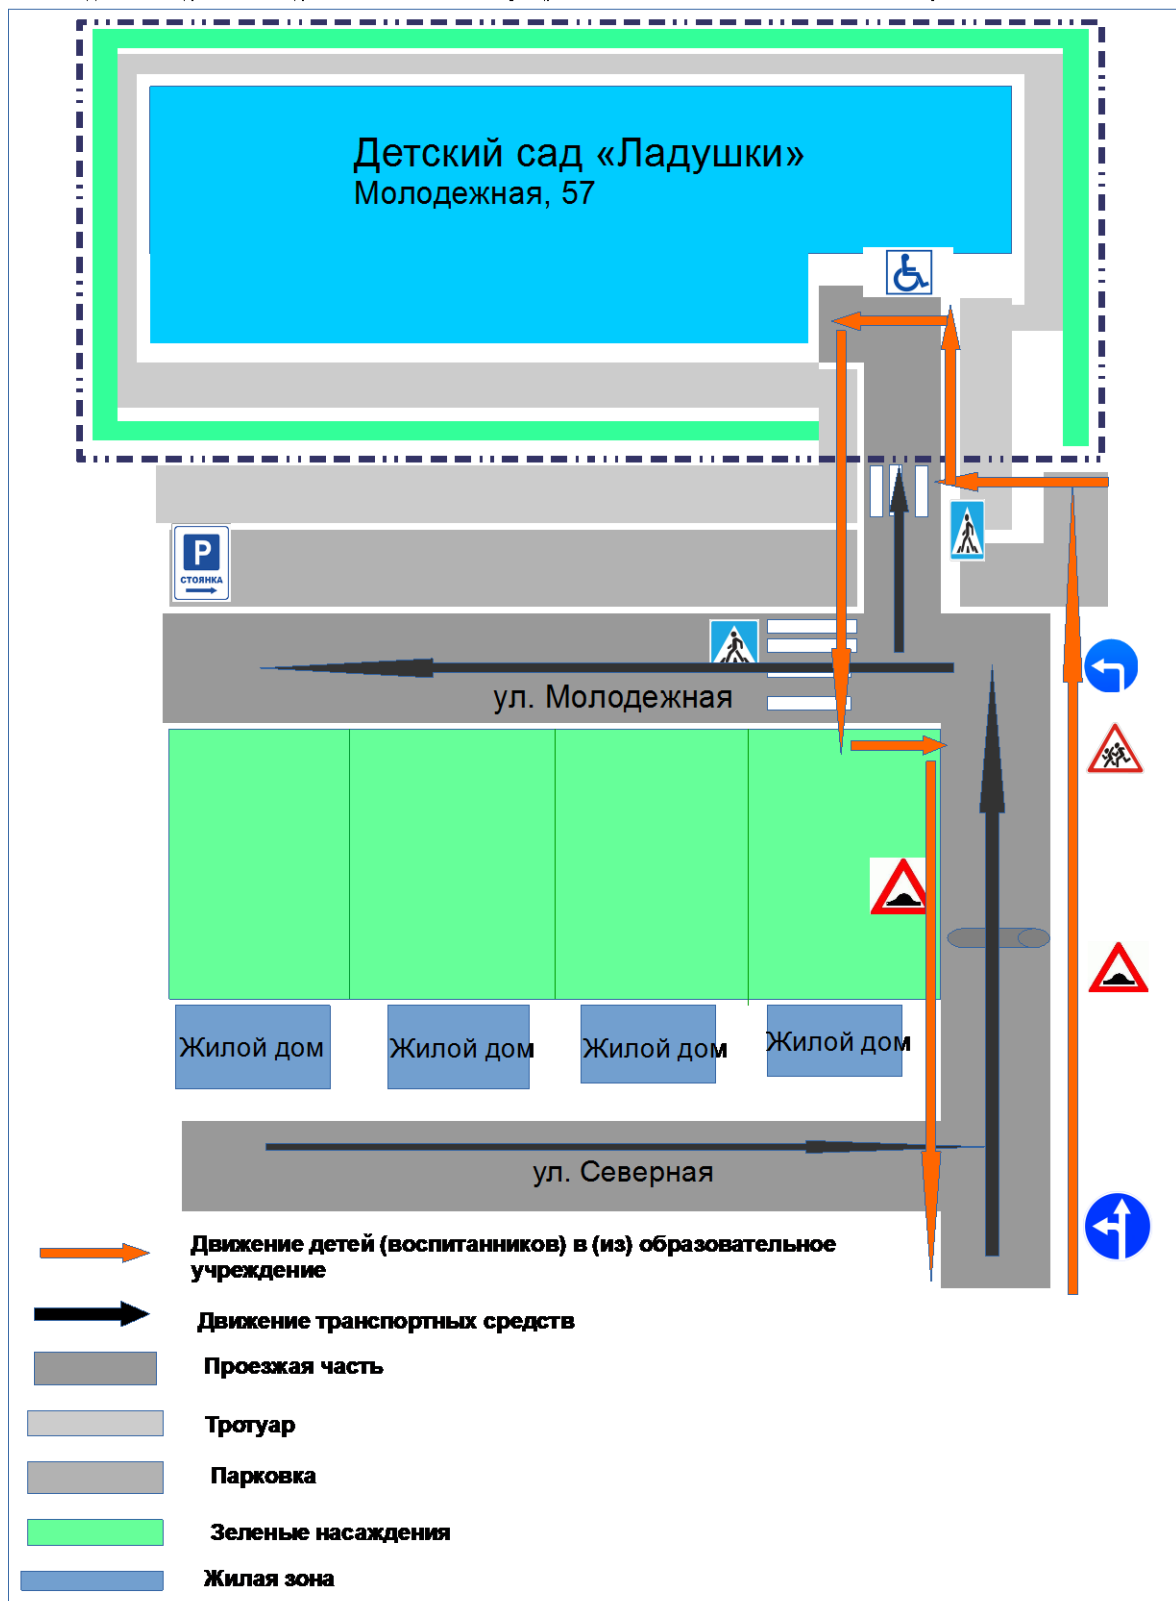 Детский сад «Ладушки»
Молодежная, 57
P
СТОЯНКА
ул. Молодежная
Жилой дом
Жилой дом
Жилой дом
Жилой дом
ул. Северная
Движение детей (воспитанников) в (из) образовательное
учреждение
Движение транспортных средств
Проезжая часть
Тротуар
Парковка
Зеленые насаждения
Жилая зона